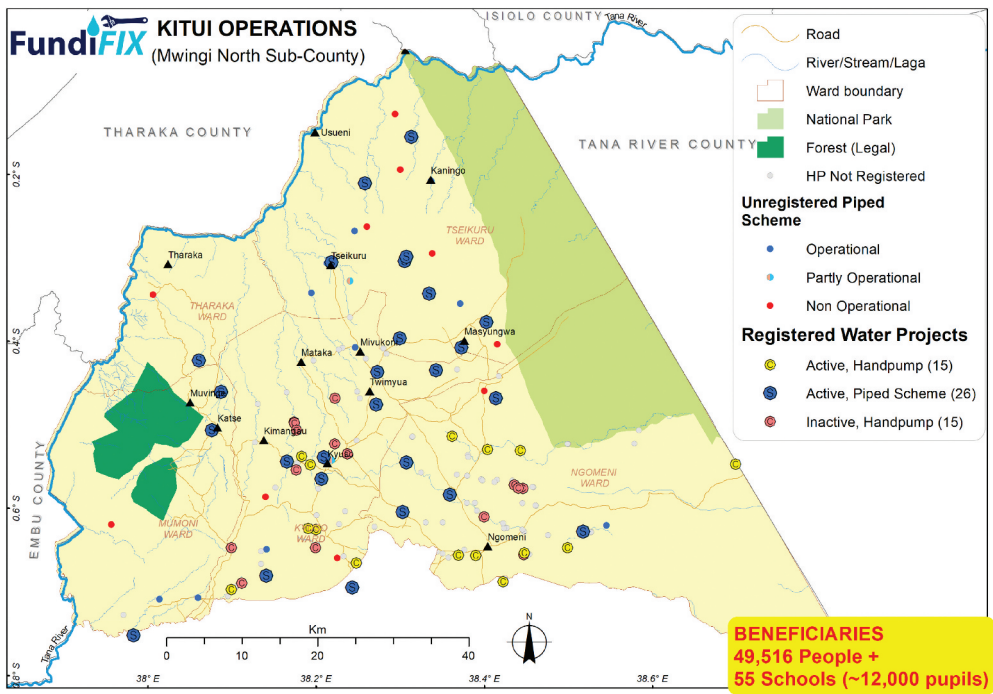 FundiFIX
KITUI OPERATIONS
(Mwingi North Sub-County)
ISIOLO COUNTY
Tana River
THARAKA COUNTY
TANA RIVER COUNTY
EMBU COUNTY
Tana River
Usueni
Kaningo
TSEIKURU
WARD
Tharaka
Tseikuru
THARAKA
WARD
Masyungwa
Mivukoni
Mataka
Twimyua
Muvinge
Katse
Kimangau
Kyuso
NGOMENI
WARD
MUMONI
WARD
KYUSO
WARD
Ngomeni
0.2°S
0.4°S
0.6°S
0.8°S
38°E
38.2°E
38.4°E
38.6°E
Km
0
10
20
40
N
Road
River/Stream/Laga
Ward boundary
National Park
Forest (Legal)
HP Not Registered
Unregistered Piped
Scheme
Operational
Partly Operational
Non Operational
Registered Water Projects
Active, Handpump (15)
Active, Piped Scheme (26)
Inactive, Handpump (15)
BENEFICIARIES
49,516 People +
55 Schools (~12,000 pupils)